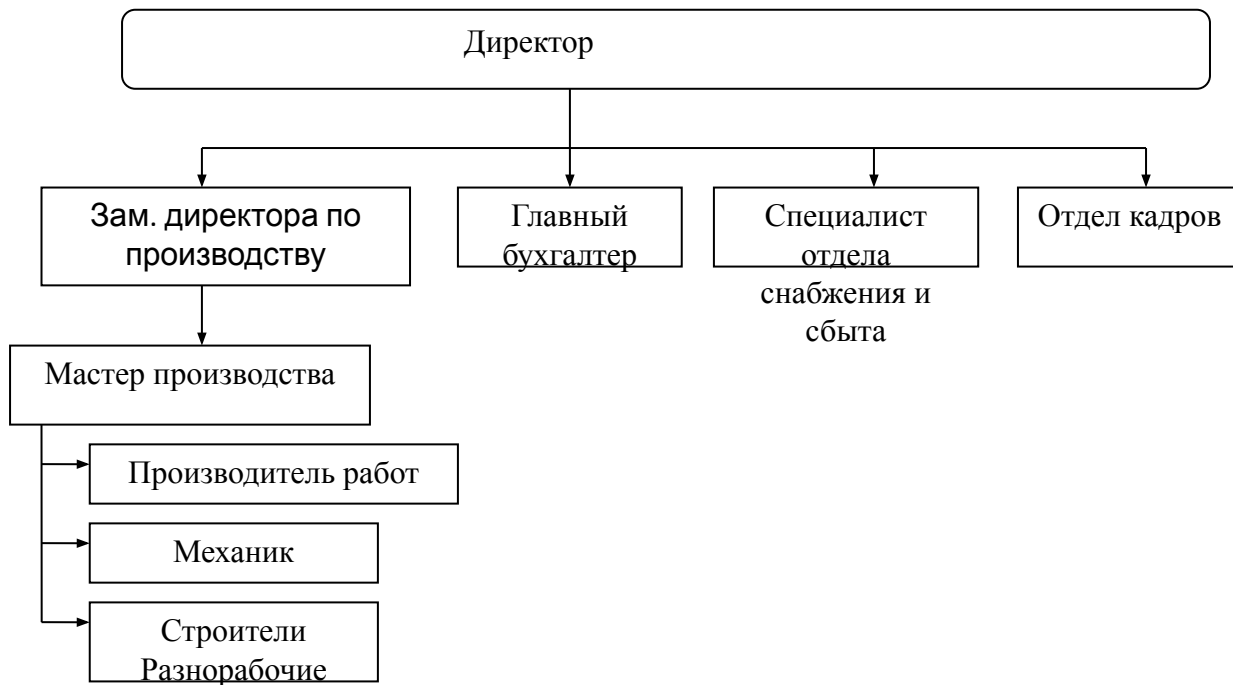 Директор
Зам. директора по
производству
Главный
бухгалтер
Специалист
отдела
снабжения и
сбыта
Отдел кадров
Мастер производства
Производитель работ
Механик
Строители
Разнорабочие